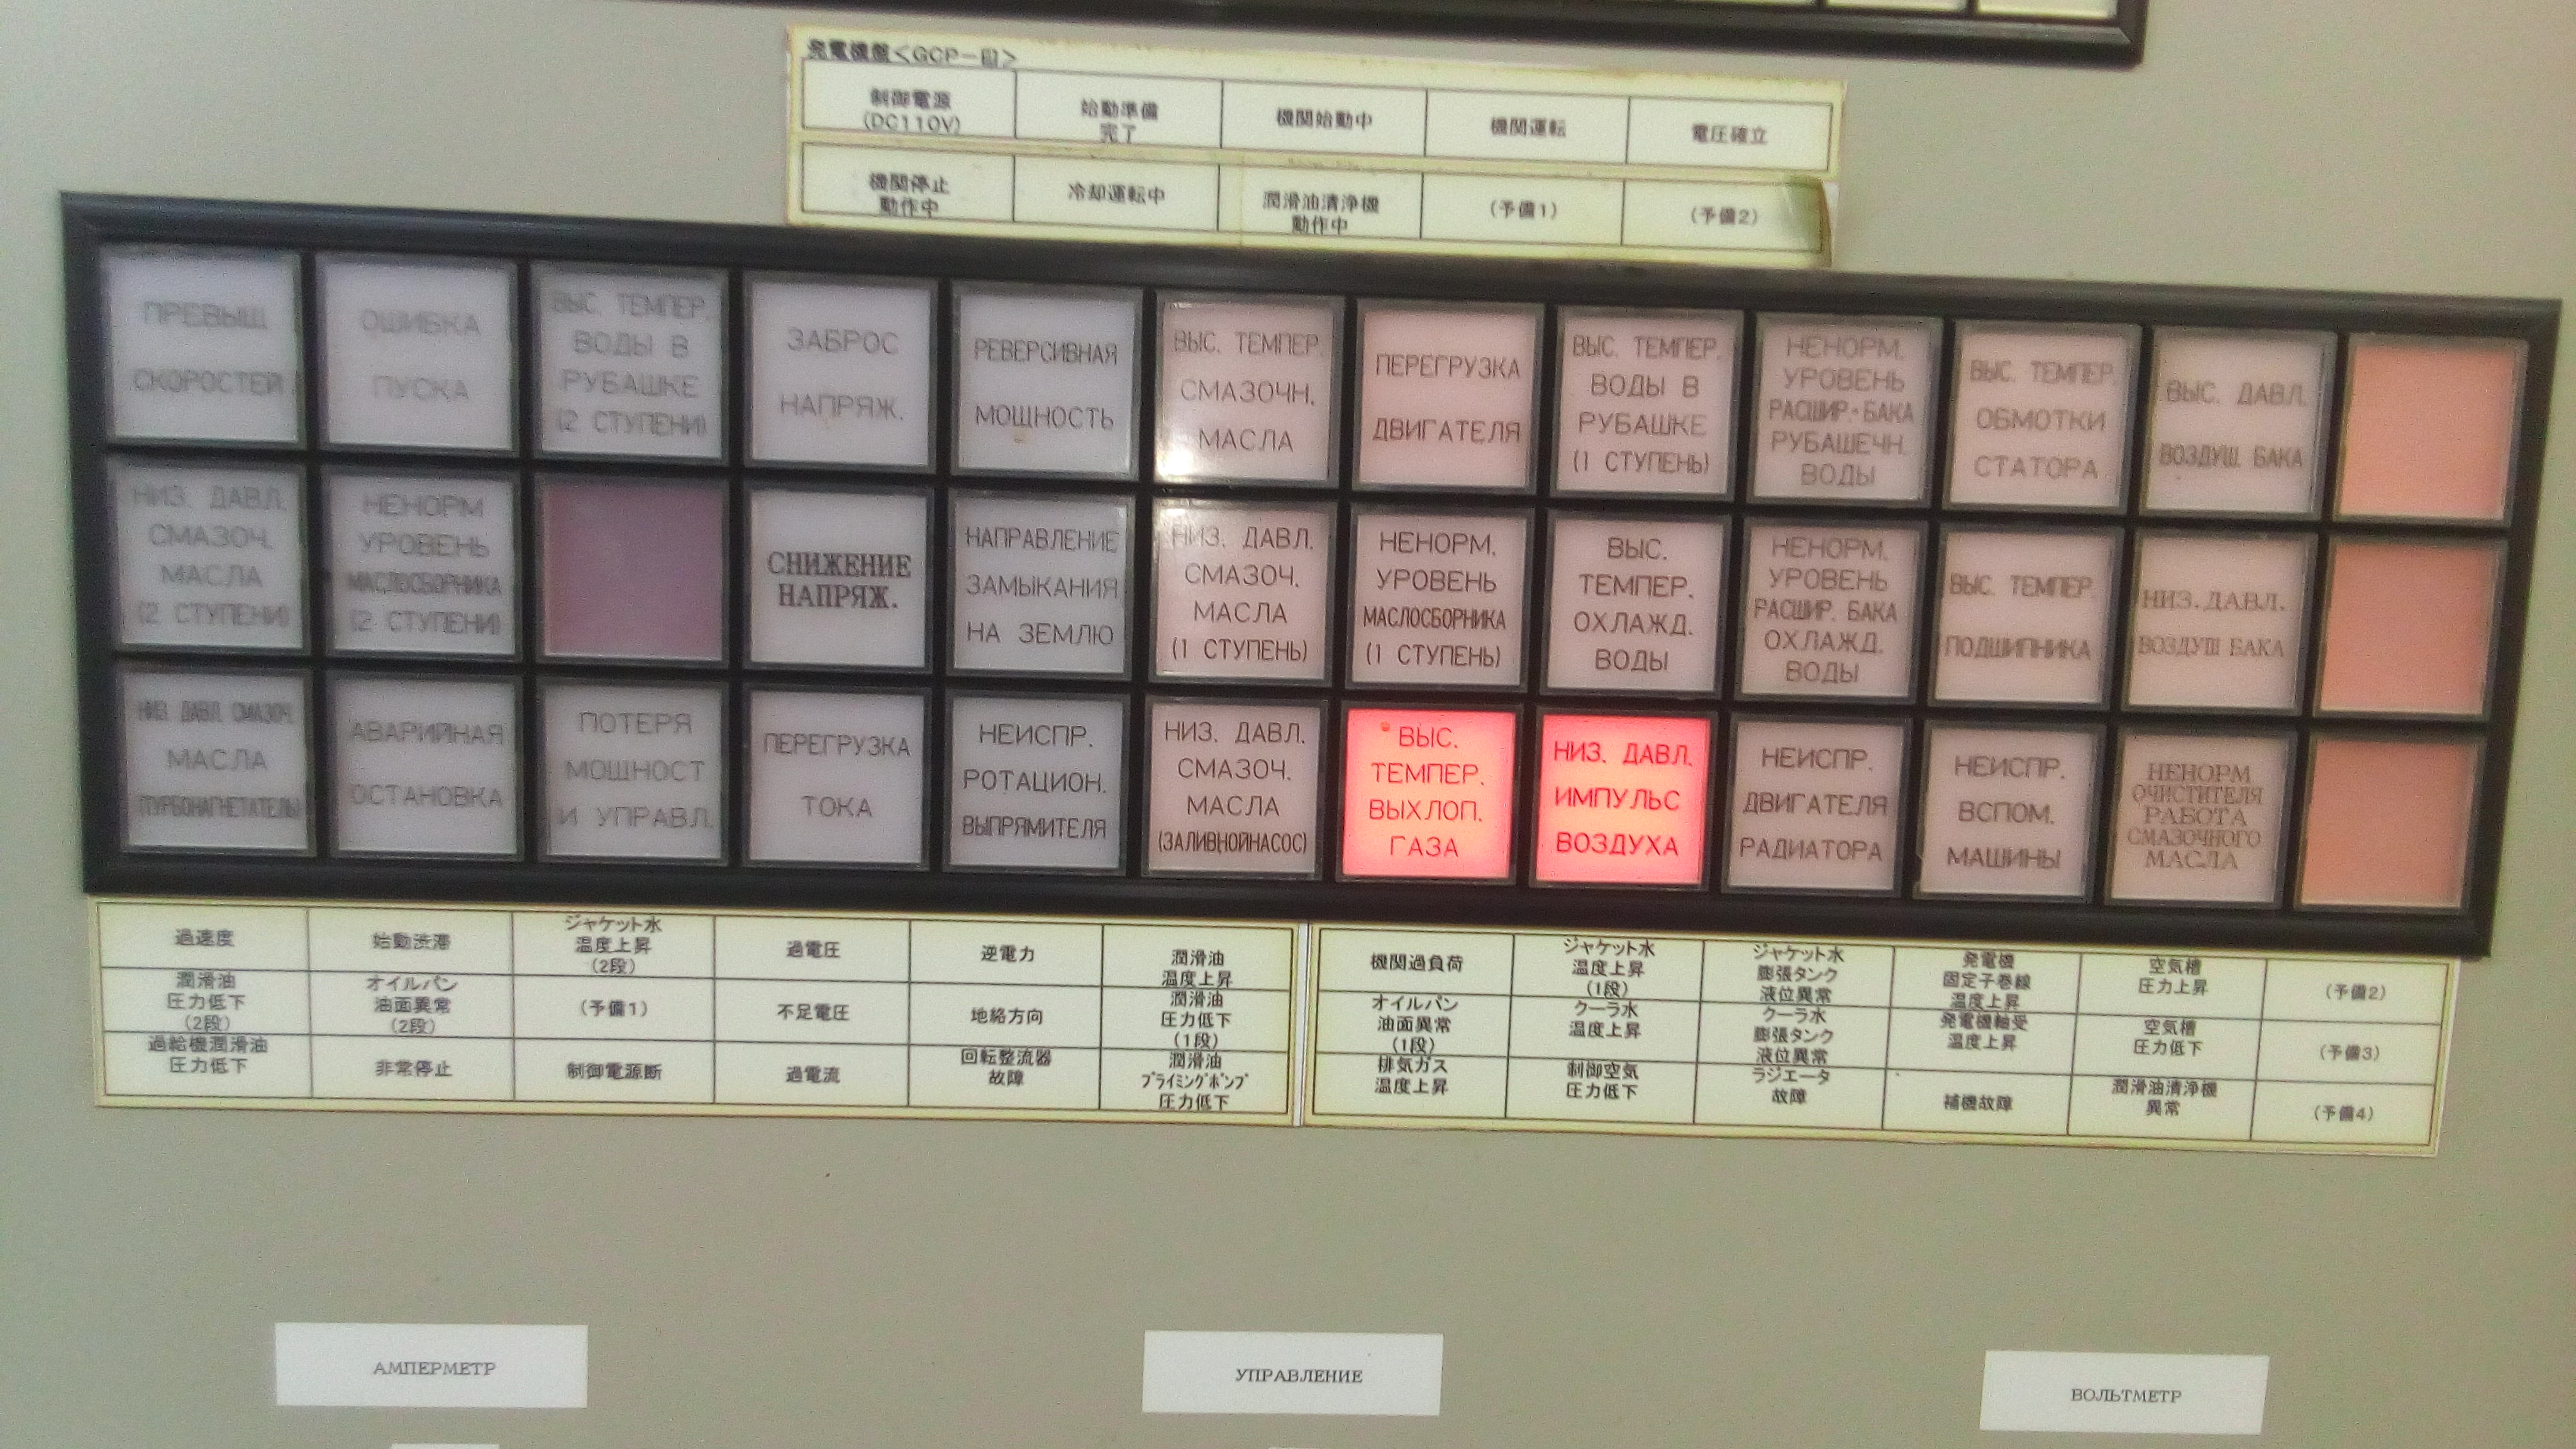 発電機盤<GCP-
制御電源
(DC110V)
始動準備
完了
機関始動中
機関運転
電圧確立
機関停止
動作中
冷却運転中
潤滑油清浄機
動作中
(予備1)
(予備2)
ПРЕВЫШ.
СКОРОСТЕЙ
ОШИБКА
ПУСКА
ВЫС. ТЕМПЕР.
ВОДЫ В
РУБАШКЕ
(2 СТУПЕНИ)
ЗАБРОС
НАПРЯЖ.
РЕВЕРСИВНАЯ
МОЩНОСТЬ
ВЫС. ТЕМПЕР.
СМАЗОЧН.
МАСЛА
ПЕРЕГРУЗКА
ДВИГАТЕЛЯ
ВЫС. ТЕМПЕР.
ВОДЫ В
РУБАШКЕ
(1 СТУПЕНЬ)
НЕНОРМ.
УРОВЕНЬ
РАСШИР. БАКА
РУБАШЕЧН.
ВОДЫ
ВЫС. ТЕМПЕР.
ОБМОТКИ
СТАТОРА
ВЫС. ДАВЛ.
ВОЗДУШ. БАКА
НИЗ. ДАВЛ.
СМАЗОЧ.
МАСЛА
(2 СТУПЕНИ)
НЕНОРМ
УРОВЕНЬ
МАСЛОСБОРНИКА
(2 СТУПЕНИ)
СНИЖЕНИЕ
НАПРЯЖ.
НАПРАВЛЕНИЕ
ЗАМЫКАНИЯ
НА ЗЕМЛЮ
НИЗ. ДАВЛ.
СМАЗОЧ.
МАСЛА
(1 СТУПЕНЬ)
НЕНОРМ.
УРОВЕНЬ
МАСЛОСБОРНИКА
(1 СТУПЕНЬ)
ВЫС.
ТЕМПЕР.
ОХЛАЖД.
ВОДЫ
НЕНОРМ.
УРОВЕНЬ
РАСШИР. БАКА
ОХЛАЖД.
ВОДЫ
ВЫС. ТЕМПЕР.
ПОДШИПНИКА
НИЗ. ДАВЛ.
ВОЗДУШ БАКА
НИЗ. ДАВЛ. СМАЗОЧ.
МАСЛА
(ТУРБОНАГНЕТАТЕЛЬ)
АВАРИЙНАЯ
ОСТАНОВКА
ПОТЕРЯ
МОЩНОСТ
И УПРАВЛ.
ПЕРЕГРУЗКА
ТОКА
НЕИСПР.
РОТАЦИОН.
ВЫПРЯМИТЕЛЯ
НИЗ. ДАВЛ.
СМАЗОЧ.
МАСЛА
(ЗАЛИВНОЙНАСОС)
ВЫС.
ТЕМПЕР.
ВЫХЛОП.
ГАЗА
НИЗ. ДАВЛ.
ИМПУЛЬС
ВОЗДУХА
НЕИСПР.
ДВИГАТЕЛЯ
РАДИАТОРА
НЕИСПР.
ВСПОМ.
МАШИНЫ
НЕНОРМ
ОЧИСТИТЕЛЯ
РАБОТА
СМАЗОЧНОГО
МАСЛА
過速度
始動渋滞
ジャケット水
温度上昇
(2段)
過電圧
逆電力
潤滑油
温度上昇
潤滑油
圧力低下
(2段)
オイルパン
油面異常
(2段)
(予備1)
不足電圧
地絡方向
潤滑油
圧力低下
(1段)
過給機潤滑油
圧力低下
非常停止
制御電源断
過電流
回転整流器
故障
潤滑油
プライミングポンプ
圧力低下
機関過負荷
ジャケット水
温度上昇
(1段)
ジャケット水
膨張タンク
液位異常
発電機
固定子巻線
温度上昇
空気槽
圧力上昇
(予備2)
オイルパン
油面異常
(1段)
クーラ水
温度上昇
クーラ水
膨張タンク
液位異常
発電機軸受
温度上昇
空気槽
圧力低下
(予備3)
排気ガス
温度上昇
制御空気
圧力低下
ラジエータ
故障
補機故障
潤滑油清浄機
異常
(予備4)
АМПЕРМЕТР
УПРАВЛЕНИЕ
ВОЛЬТМЕТР